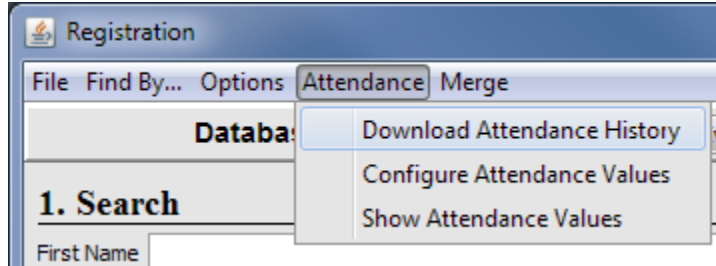 Registration
File Find By... Options Attendance Merge
Download Attendance History
Configure Attendance Values
Show Attendance Values
1. Search
First Name